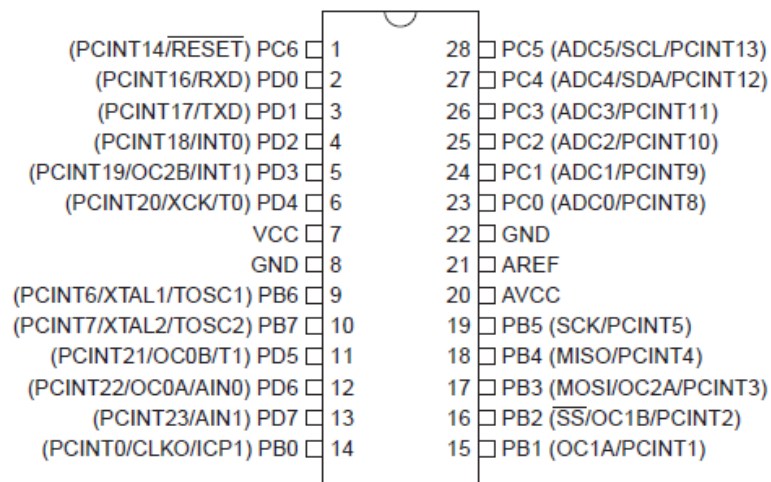 (PCINT14/RESET) PC6 1 28 PC5 (ADC5/SCL/PCINT13)
(PCINT16/RXD) PD0 2 27 PC4 (ADC4/SDA/PCINT12)
(PCINT17/TXD) PD1 3 26 PC3 (ADC3/PCINT11)
(PCINT18/INT0) PD2 4 25 PC2 (ADC2/PCINT10)
(PCINT19/OC2B/INT1) PD3 5 24 PC1 (ADC1/PCINT9)
(PCINT20/XCK/T0) PD4 6 23 PC0 (ADC0/PCINT8)
VCC 7 22 GND
GND 8 21 AREF
(PCINT6/XTAL1/TOSC1) PB6 9 20 AVCC
(PCINT7/XTAL2/TOSC2) PB7 10 19 PB5 (SCK/PCINT5)
(PCINT21/OC0B/T1) PD5 11 18 PB4 (MISO/PCINT4)
(PCINT22/OC0A/AIN0) PD6 12 17 PB3 (MOSI/OC2A/PCINT3)
(PCINT23/AIN1) PD7 13 16 PB2 (SS/OC1B/PCINT2)
(PCINT0/CLKO/ICP1) PB0 14 15 PB1 (OC1A/PCINT1)